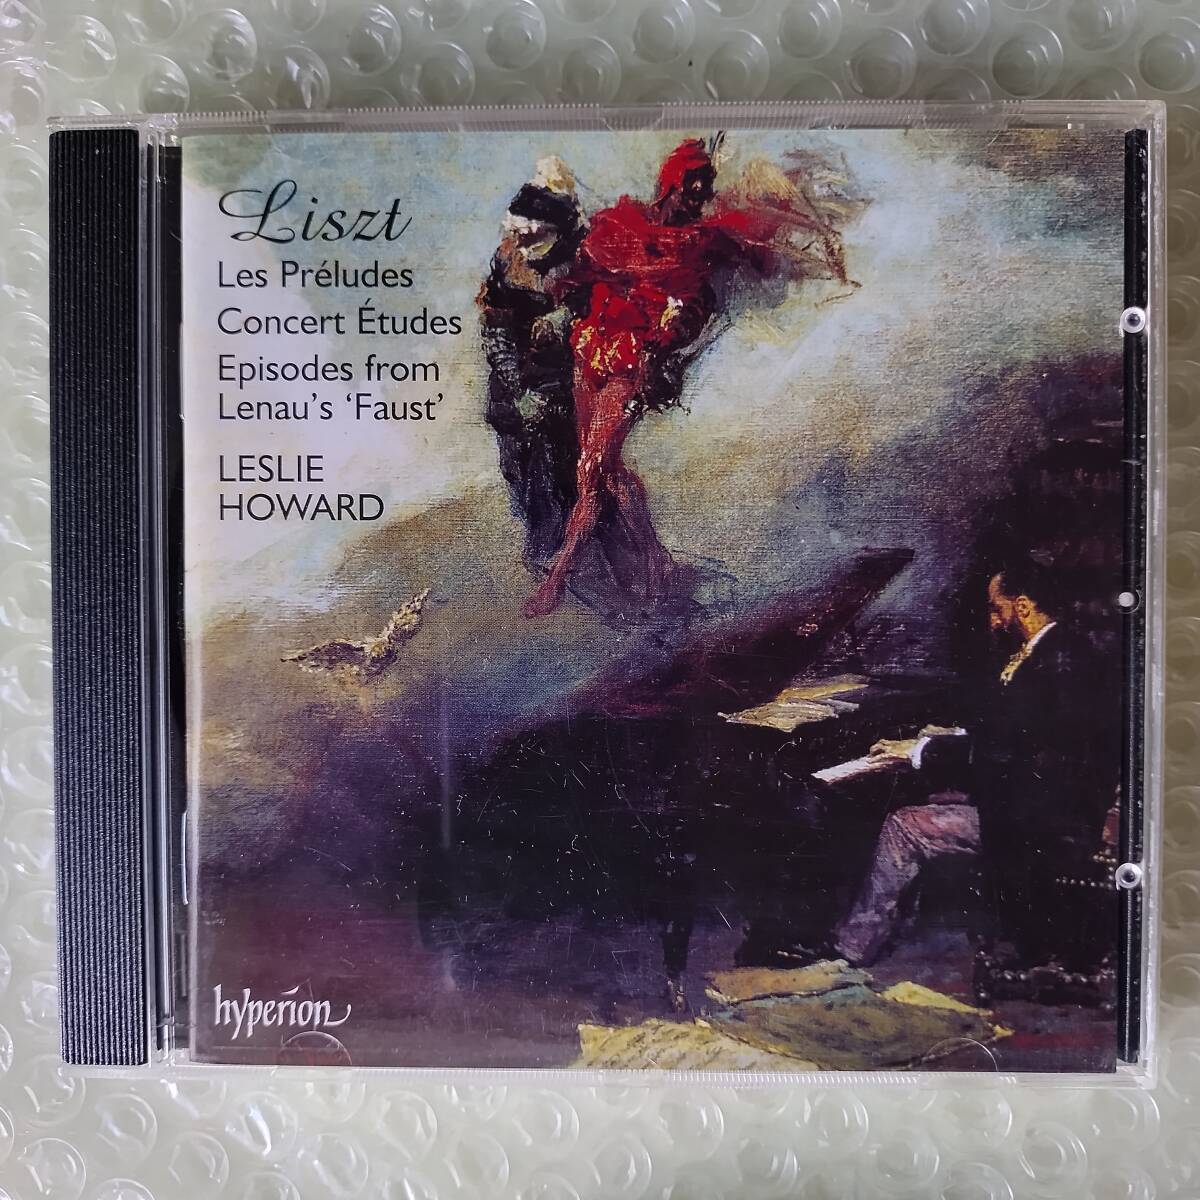 Liszt
Les Préludes
Concert Études
Episodes from
Lenau's ‘Faust’
LESLIE
HOWARD
hyperion